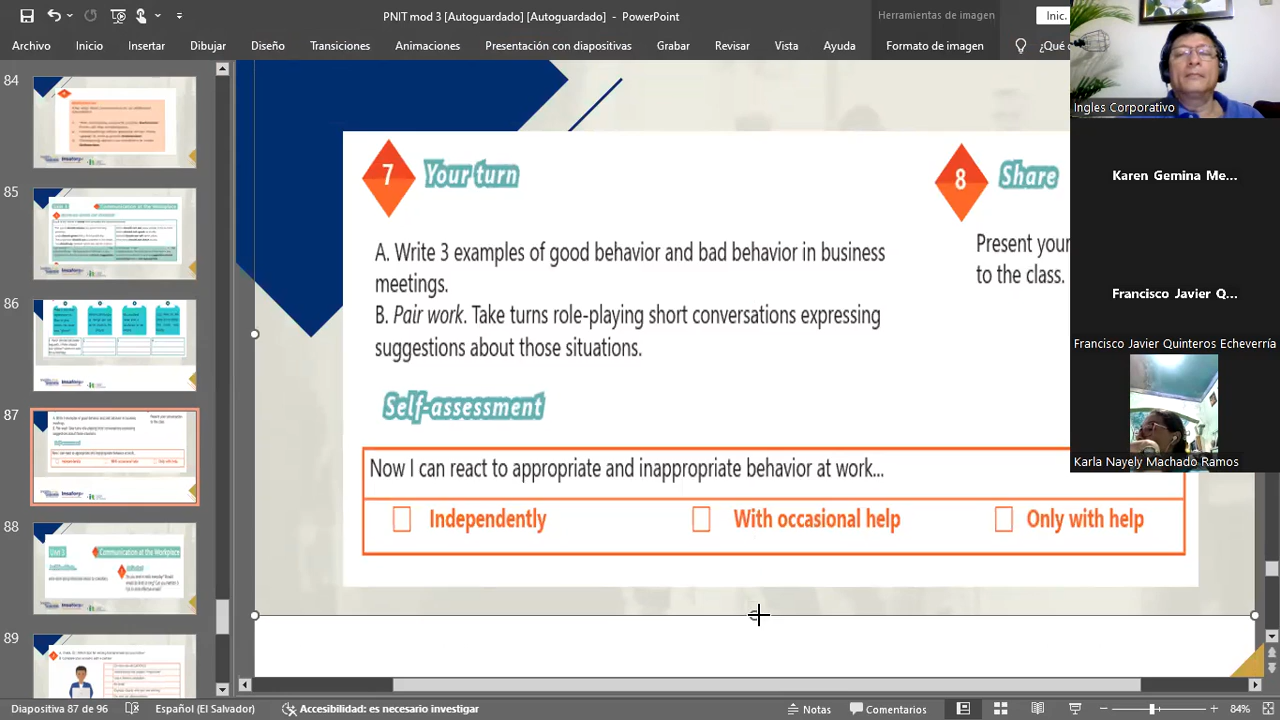 PNIT mod 3 [Autoguardado] [Autoguardado] - PowerPoint
Herramientas de imagen
Inic.
Archivo Inicio Insertar Dibujar Diseño Transiciones Animaciones Presentación con diapositivas Grabar Revisar Vista Ayuda Formato de imagen ¿Qué
84
85
86
87
88
Unit 3
Communication at the Workplace
89
7 Your turn
A. Write 3 examples of good behavior and bad behavior in business
meetings.
B. Pair work. Take turns role-playing short conversations expressing
suggestions about those situations.
8 Share
Present your
to the class.
Self-assessment
Now I can react to appropriate and inappropriate behavior at work...
Independently
With occasional help
Only with help
Ingles Corporativo
Karen Gemina Me...
Francisco Javier Q...
Francisco Javier Quinteros Echeverría
Karla Nayely Machado Ramos
Diapositiva 87 de 96 Español (El Salvador) Accesibilidad: es necesario investigar Notas Comentarios 84%